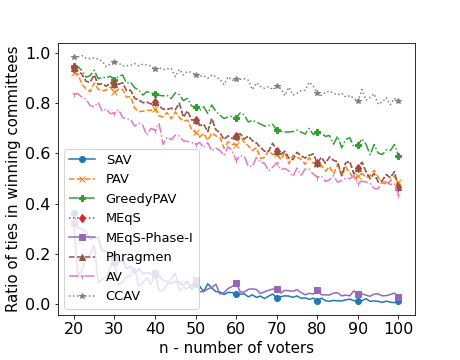 Ratio of ties in winning committees
1.0
0.8
0.6
0.4
0.2
0.0
SAV
PAV
GreedyPAV
MEqS
MEqS-Phase-I
Phragmen
AV
CCAV
20 30 40 50 60 70 80 90 100
n - number of voters